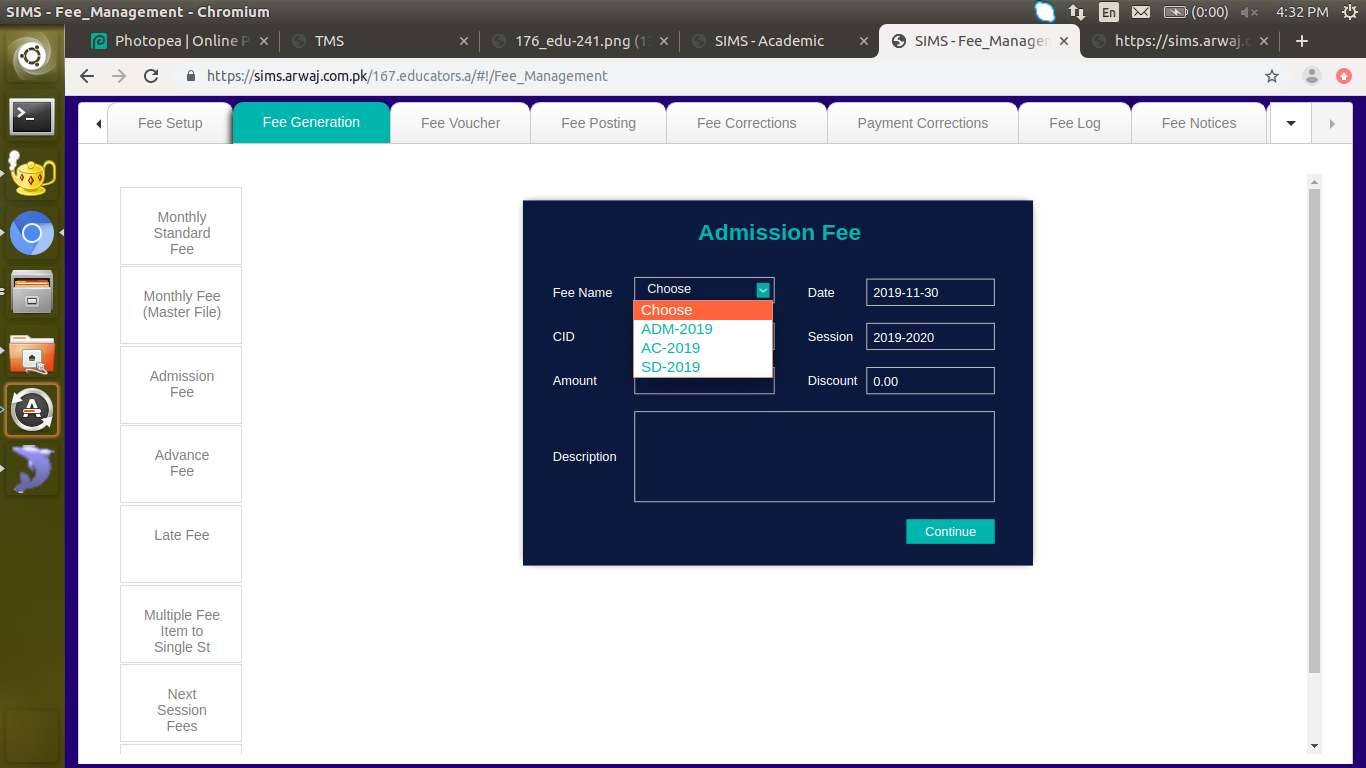 SIMS - Fee_Management - Chromium
En
(0:00)
4:32 PM
Photopea | Online P
TMS
176_edu-241.png (1
SIMS - Academic
SIMS - Fee_Managem
https://sims.arwaj.c
https://sims.arwaj.com.pk/167.educators.a/#!/Fee_Management
Fee Setup
Fee Generation
Fee Voucher
Fee Posting
Fee Corrections
Payment Corrections
Fee Log
Fee Notices
Monthly
Standard
Fee
Monthly Fee
(Master File)
Admission
Fee
Advance
Fee
Late Fee
Multiple Fee
Item to
Single St
Next
Session
Fees
Admission Fee
Fee Name
Choose
Date
2019-11-30
Choose
ADM-2019
AC-2019
SD-2019
CID
Session
2019-2020
Amount
Discount
0.00
Description
Continue